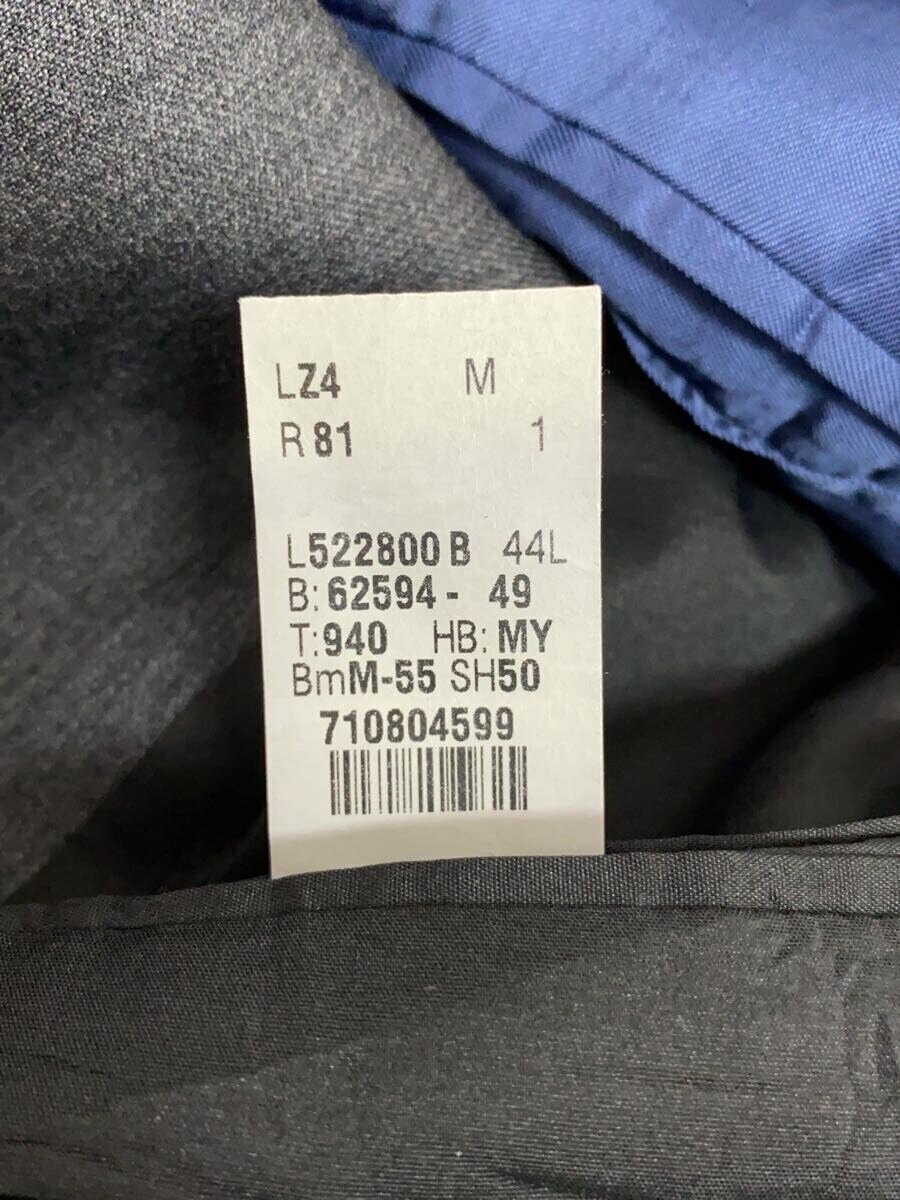 LZ4 M
R 81 1
L522800 B 44L
B: 62594 - 49
T:940 HB: MY
BmM-55 SH50
710804599